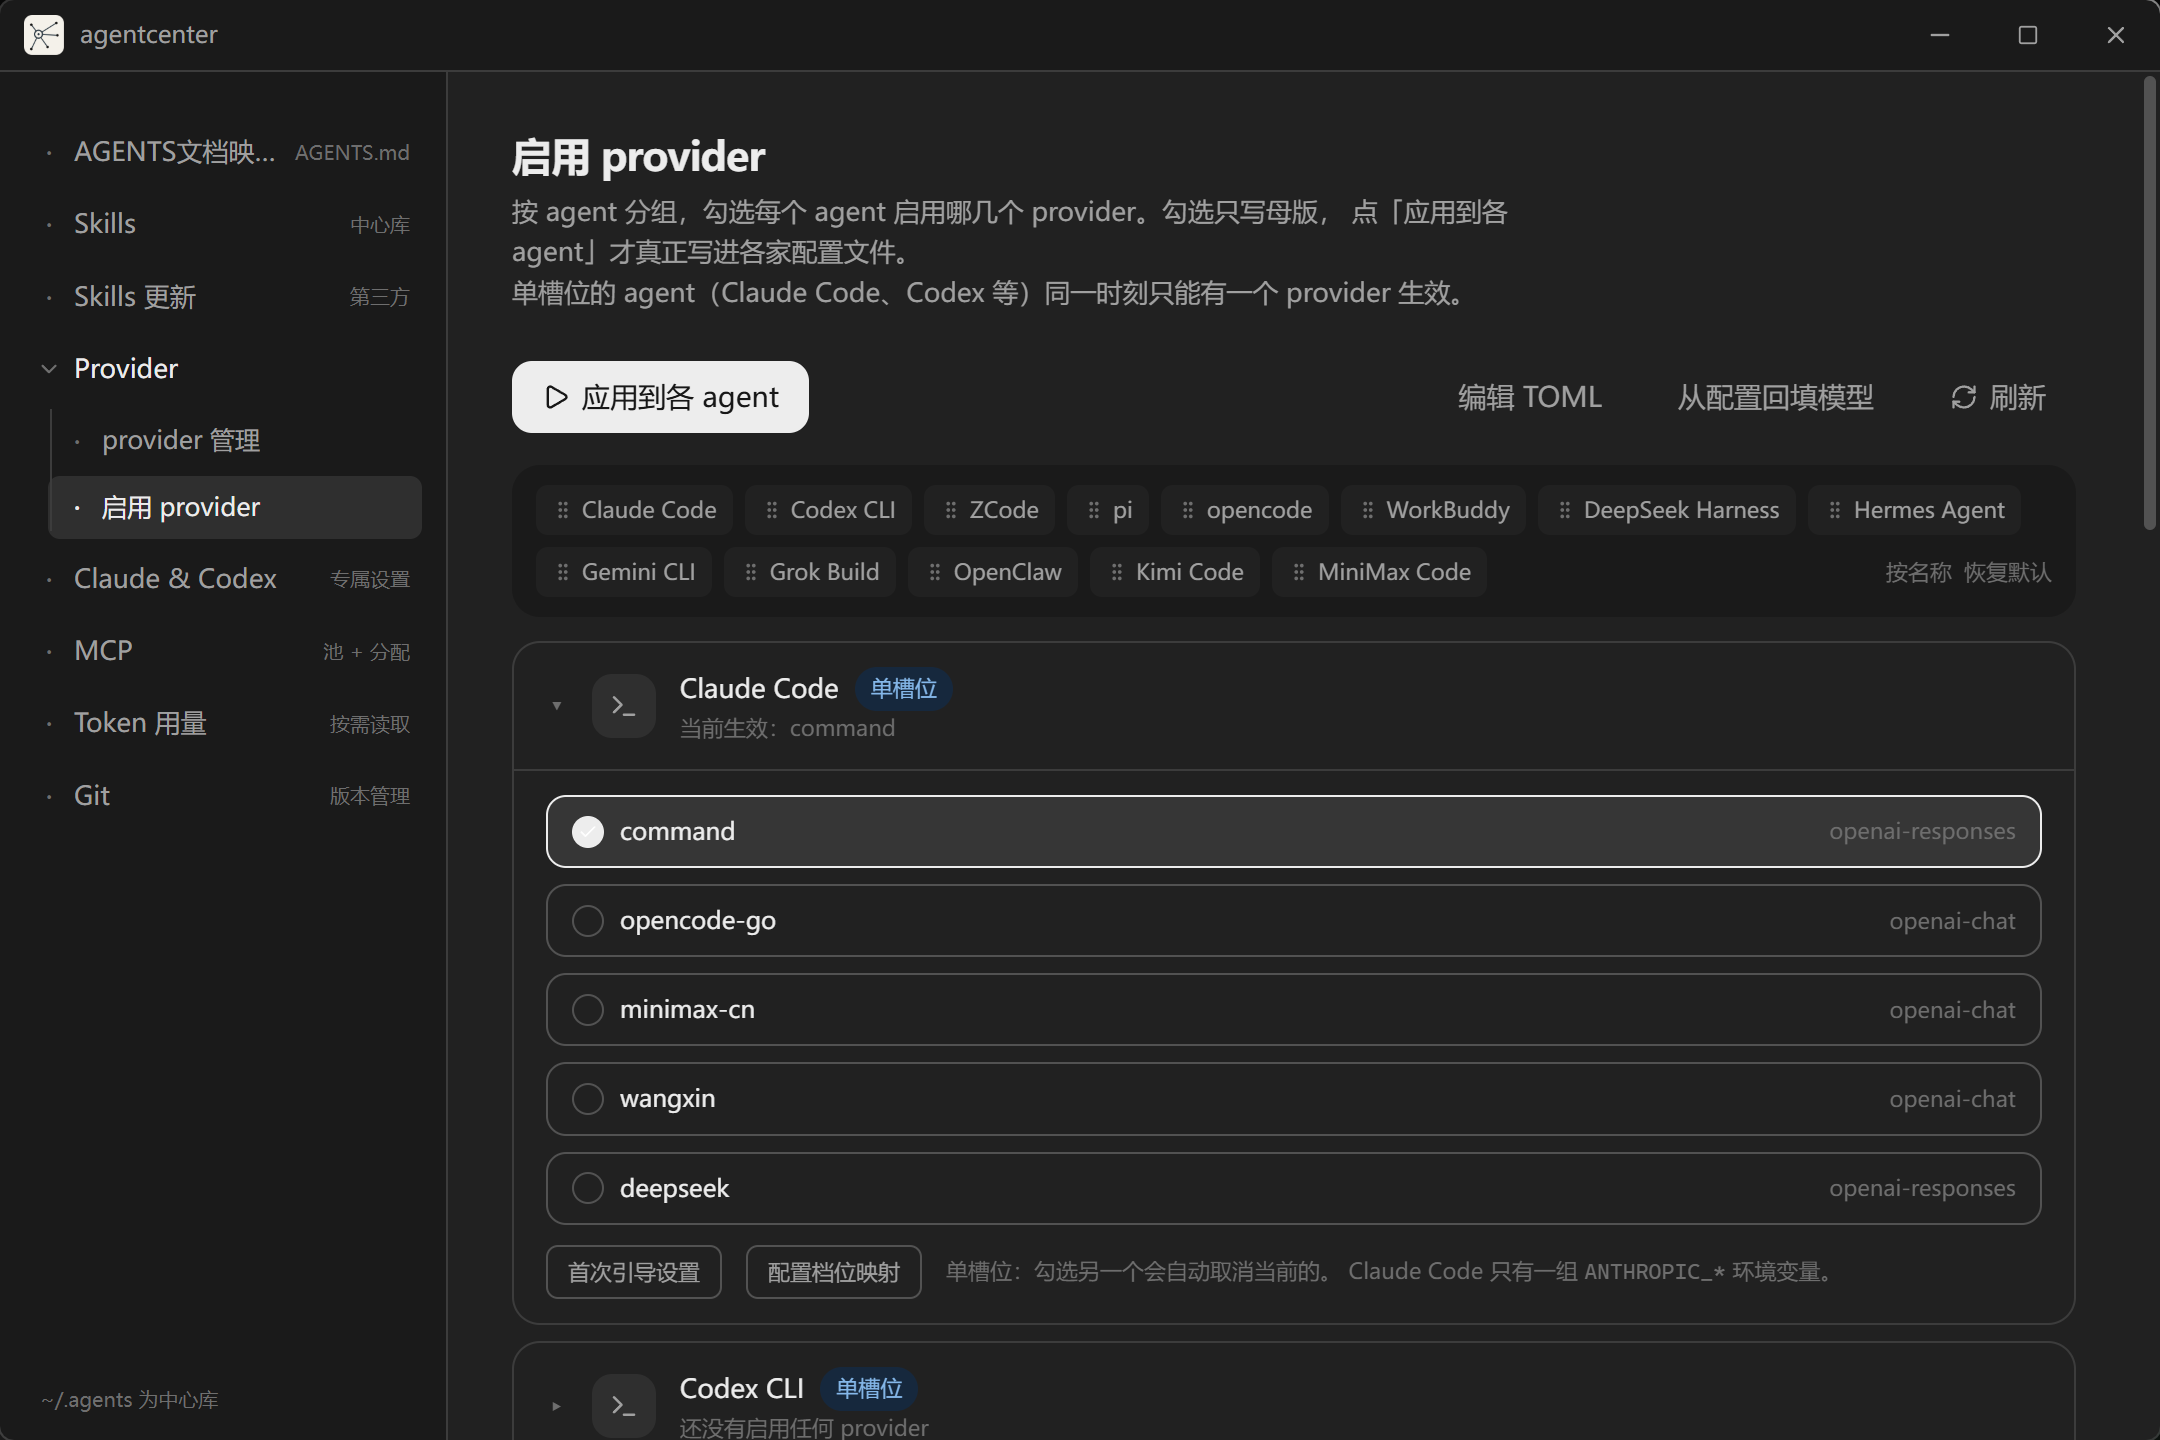 agentcenter
AGENTS文档映... AGENTS.md
Skills 中心库
Skills 更新 第三方
Provider
provider 管理
启用 provider
Claude & Codex 专属设置
MCP 池 + 分配
Token 用量 按需读取
Git 版本管理
~/.agents 为中心库
启用 provider
按 agent 分组，勾选每个 agent 启用哪几个 provider。勾选只写母版， 点「应用到各
agent」才真正写进各家配置文件。
单槽位的 agent（Claude Code、Codex 等）同一时刻只能有一个 provider 生效。
应用到各 agent 编辑 TOML 从配置回填模型 刷新
Claude Code Codex CLI ZCode pi opencode WorkBuddy DeepSeek Harness Hermes Agent
Gemini CLI Grok Build OpenClaw Kimi Code MiniMax Code 按名称 恢复默认
Claude Code 单槽位
当前生效：command
command openai-responses
opencode-go openai-chat
minimax-cn openai-chat
wangxin openai-chat
deepseek openai-responses
首次引导设置 配置档位映射 单槽位：勾选另一个会自动取消当前的。 Claude Code 只有一组 ANTHROPIC_* 环境变量。
Codex CLI 单槽位
还没有启用任何 provider